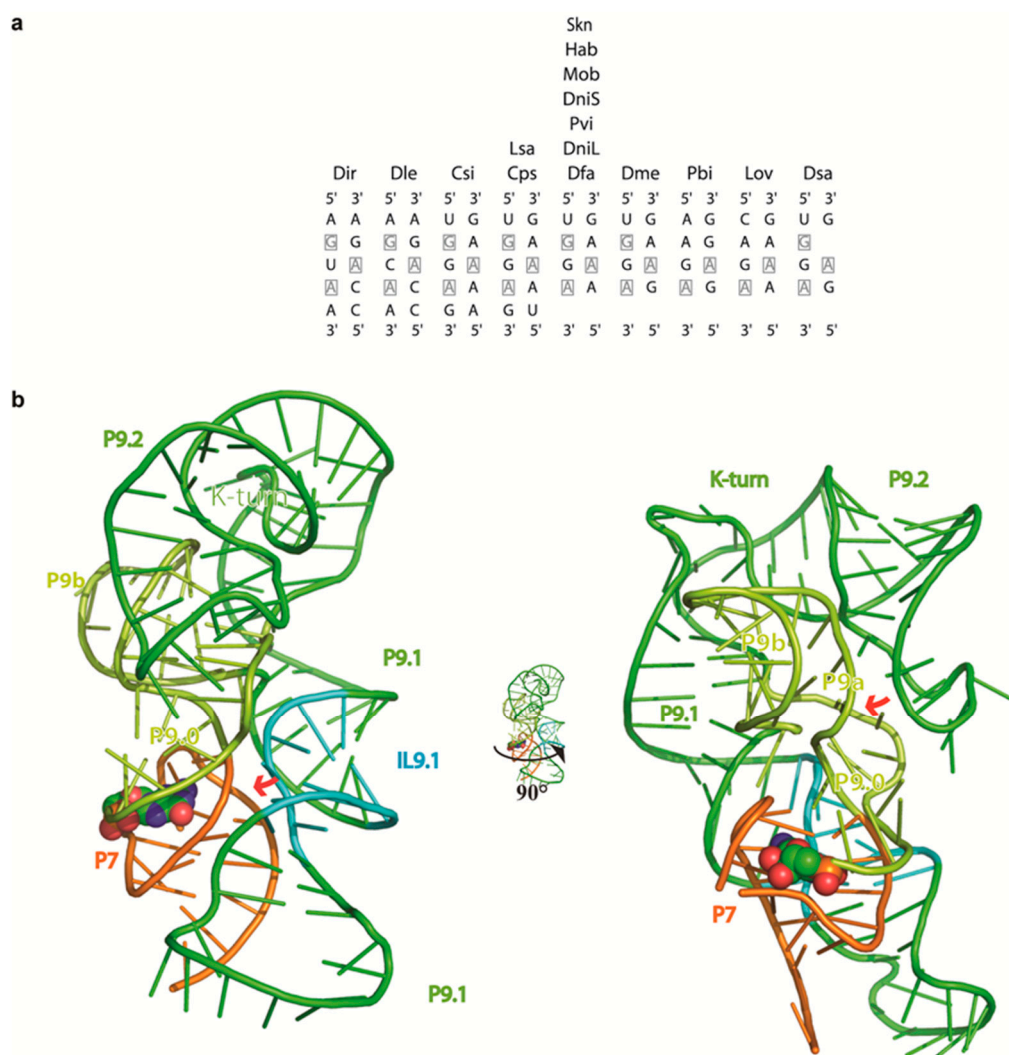 a
Skn
Hab
Mob
DniS
Pvi
Lsa DniL
Dir Dle Csi Cps Dfa Dme Pbi Lov Dsa
5' 3' 5' 3' 5' 3' 5' 3' 5' 3' 5' 3' 5' 3' 5' 3' 5' 3'
A A A A U G U G U G U G A G C G U G
G G G G G A G A G A G A A G A A G
U A C A G A G A G A G A G A G A G A
A C A C A A A A A A A G A G A A A G
A C A C G A G U
3' 5' 3' 5' 3' 5' 3' 5' 3' 5' 3' 5' 3' 5' 3' 5' 3' 5'
b
P9.2
K-turn
P9b
P9.1
P9.0
IL9.1
P7
P9.1
90°
K-turn
P9.2
P9b
P9a
P9.1
P9.0
P7